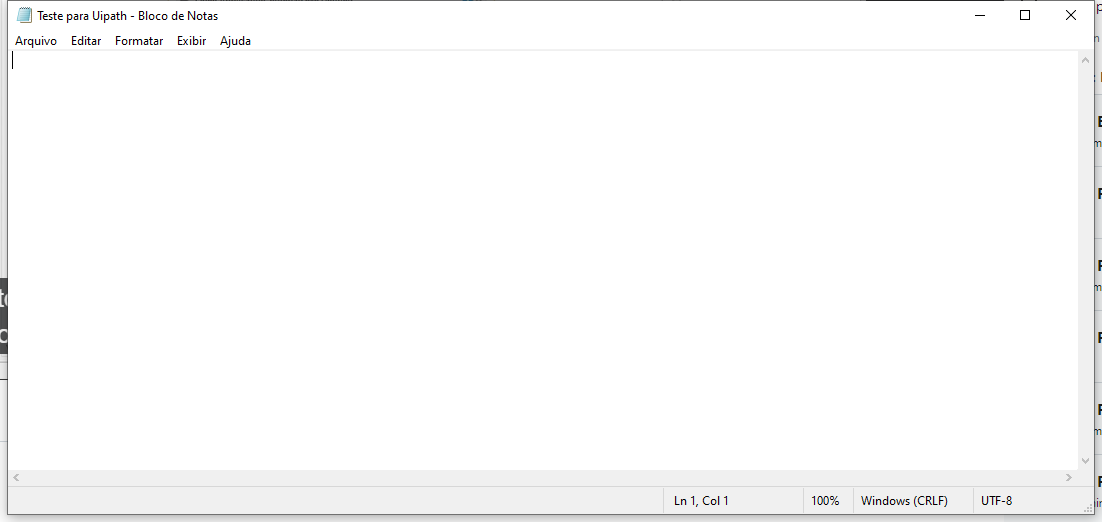 Teste para Uipath - Bloco de Notas
Arquivo Editar Formatar Exibir Ajuda
Ln 1, Col 1 100% Windows (CRLF) UTF-8